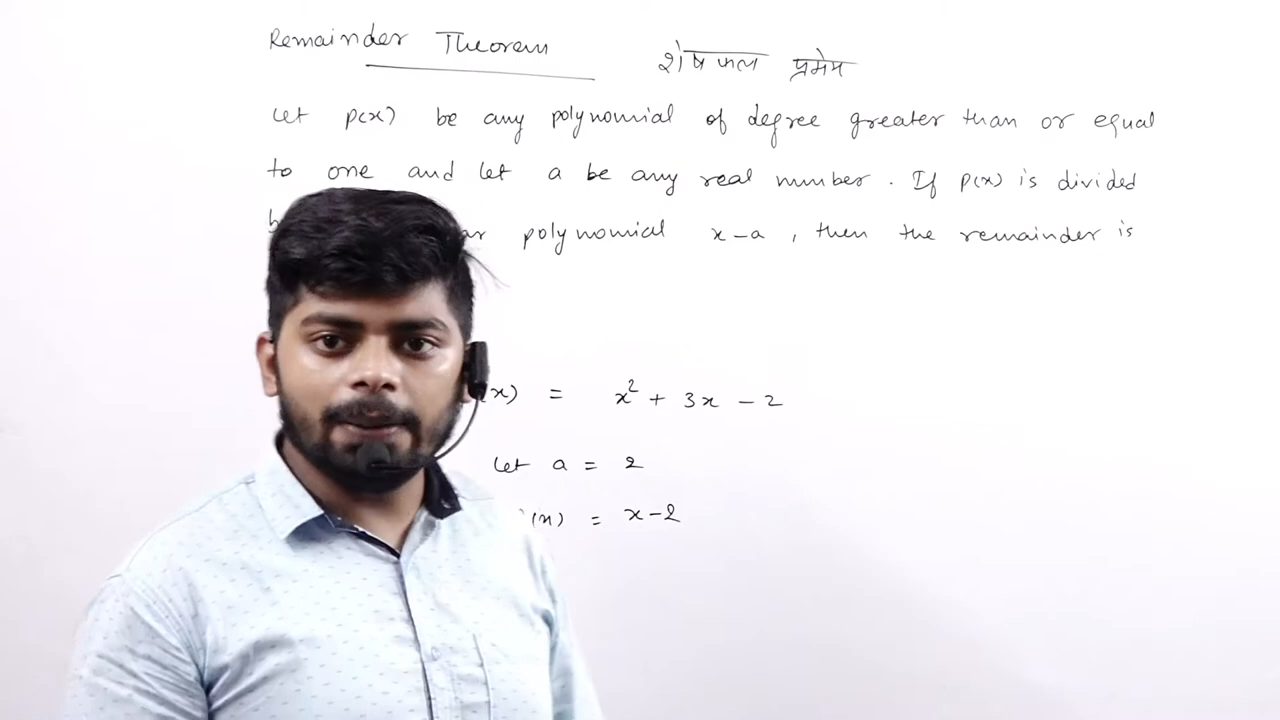 Remainder Theorem शेषफल प्रमेय
Let p(x) be any polynomial of degree greater than or equal
to one and let a be any real number. If p(x) is divided
polynomial x-a, then the remainder is
(x) = x² + 3x - 2
Let a = 2
(x) = x-2